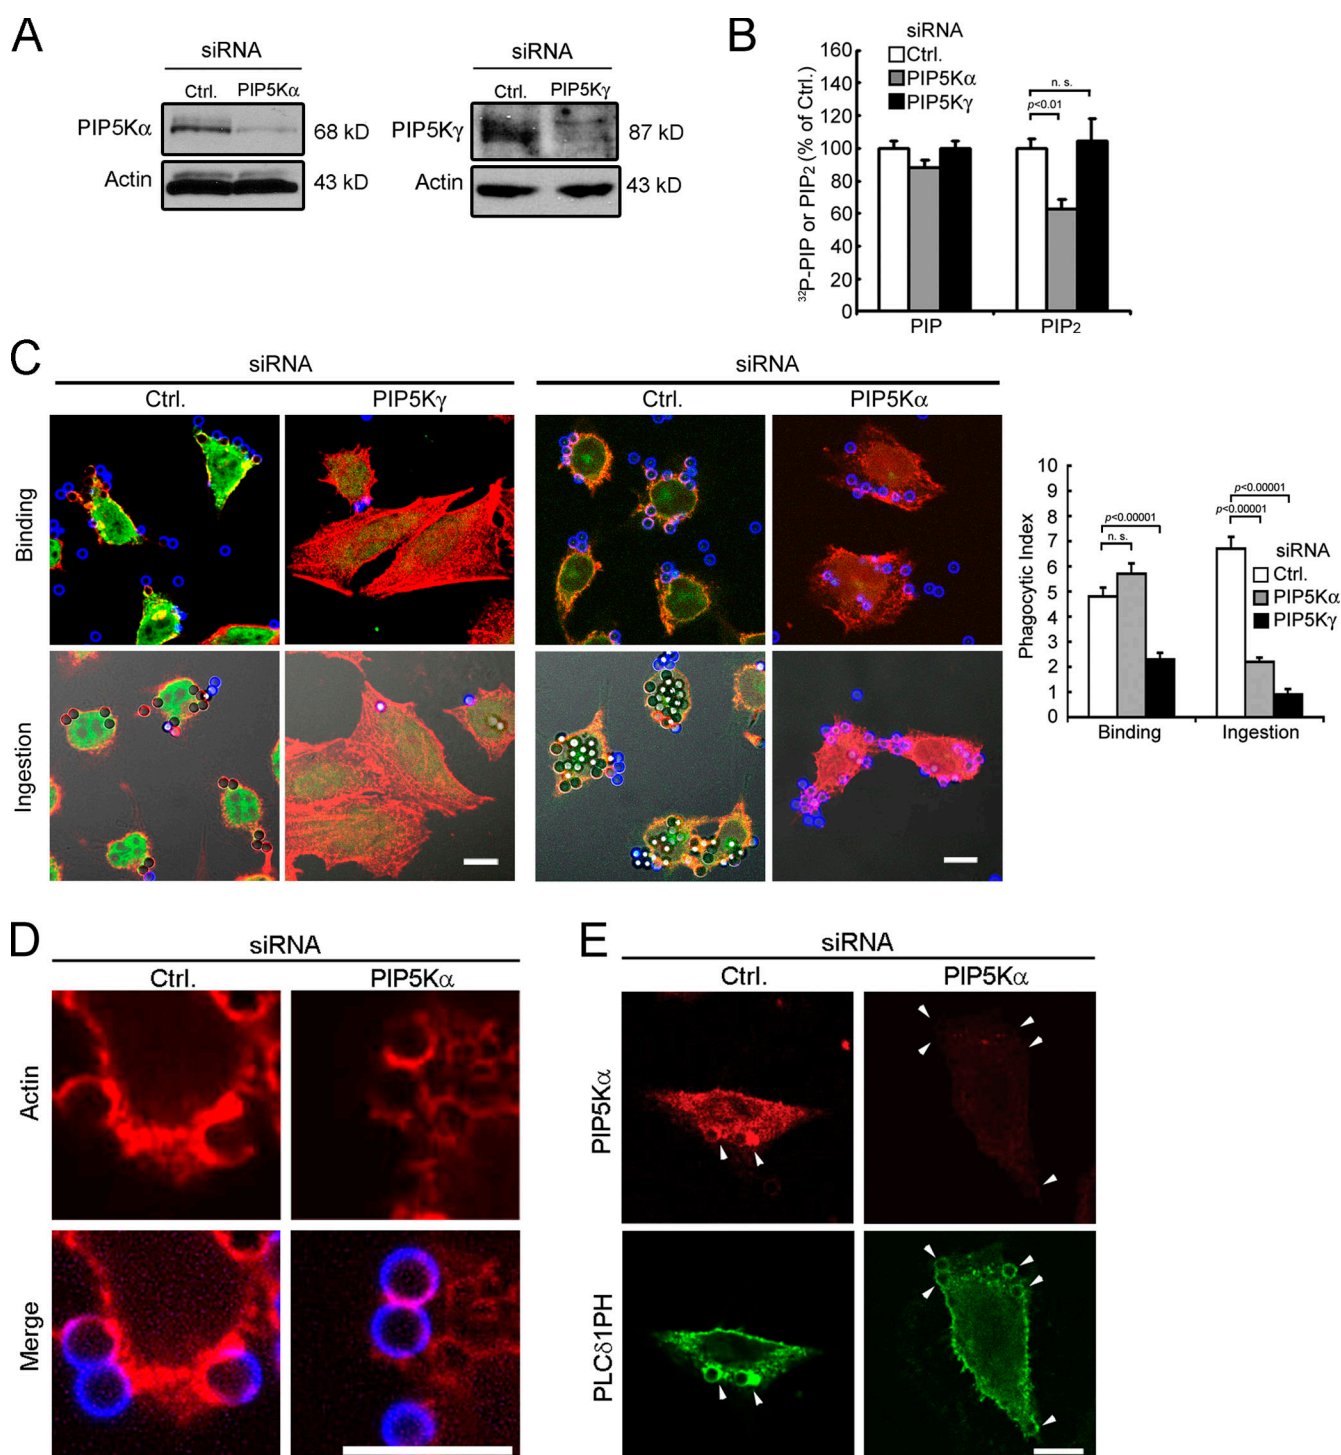 A
siRNA
Ctrl. PIP5Kα
PIP5Kα 68 kD
Actin 43 kD
siRNA
Ctrl. PIP5Kγ
PIP5Kγ 87 kD
Actin 43 kD
B
siRNA
Ctrl.
PIP5Kα
PIP5Kγ
³²P-PIP or PIP₂ (% of Ctrl.)
160
140
120
100
80
60
40
20
0
n. s.
p<0.01
PIP PIP₂
C
siRNA
Ctrl. PIP5Kγ
siRNA
Ctrl. PIP5Kα
Binding
Ingestion
Phagocytic Index
10
9
8
7
6
5
4
3
2
1
0
p<0.00001
n. s.
p<0.00001
p<0.00001
siRNA
Ctrl.
PIP5Kα
PIP5Kγ
Binding Ingestion
D
siRNA
Ctrl. PIP5Kα
Actin
Merge
E
siRNA
Ctrl. PIP5Kα
PIP5Kα
PLCδ1PH